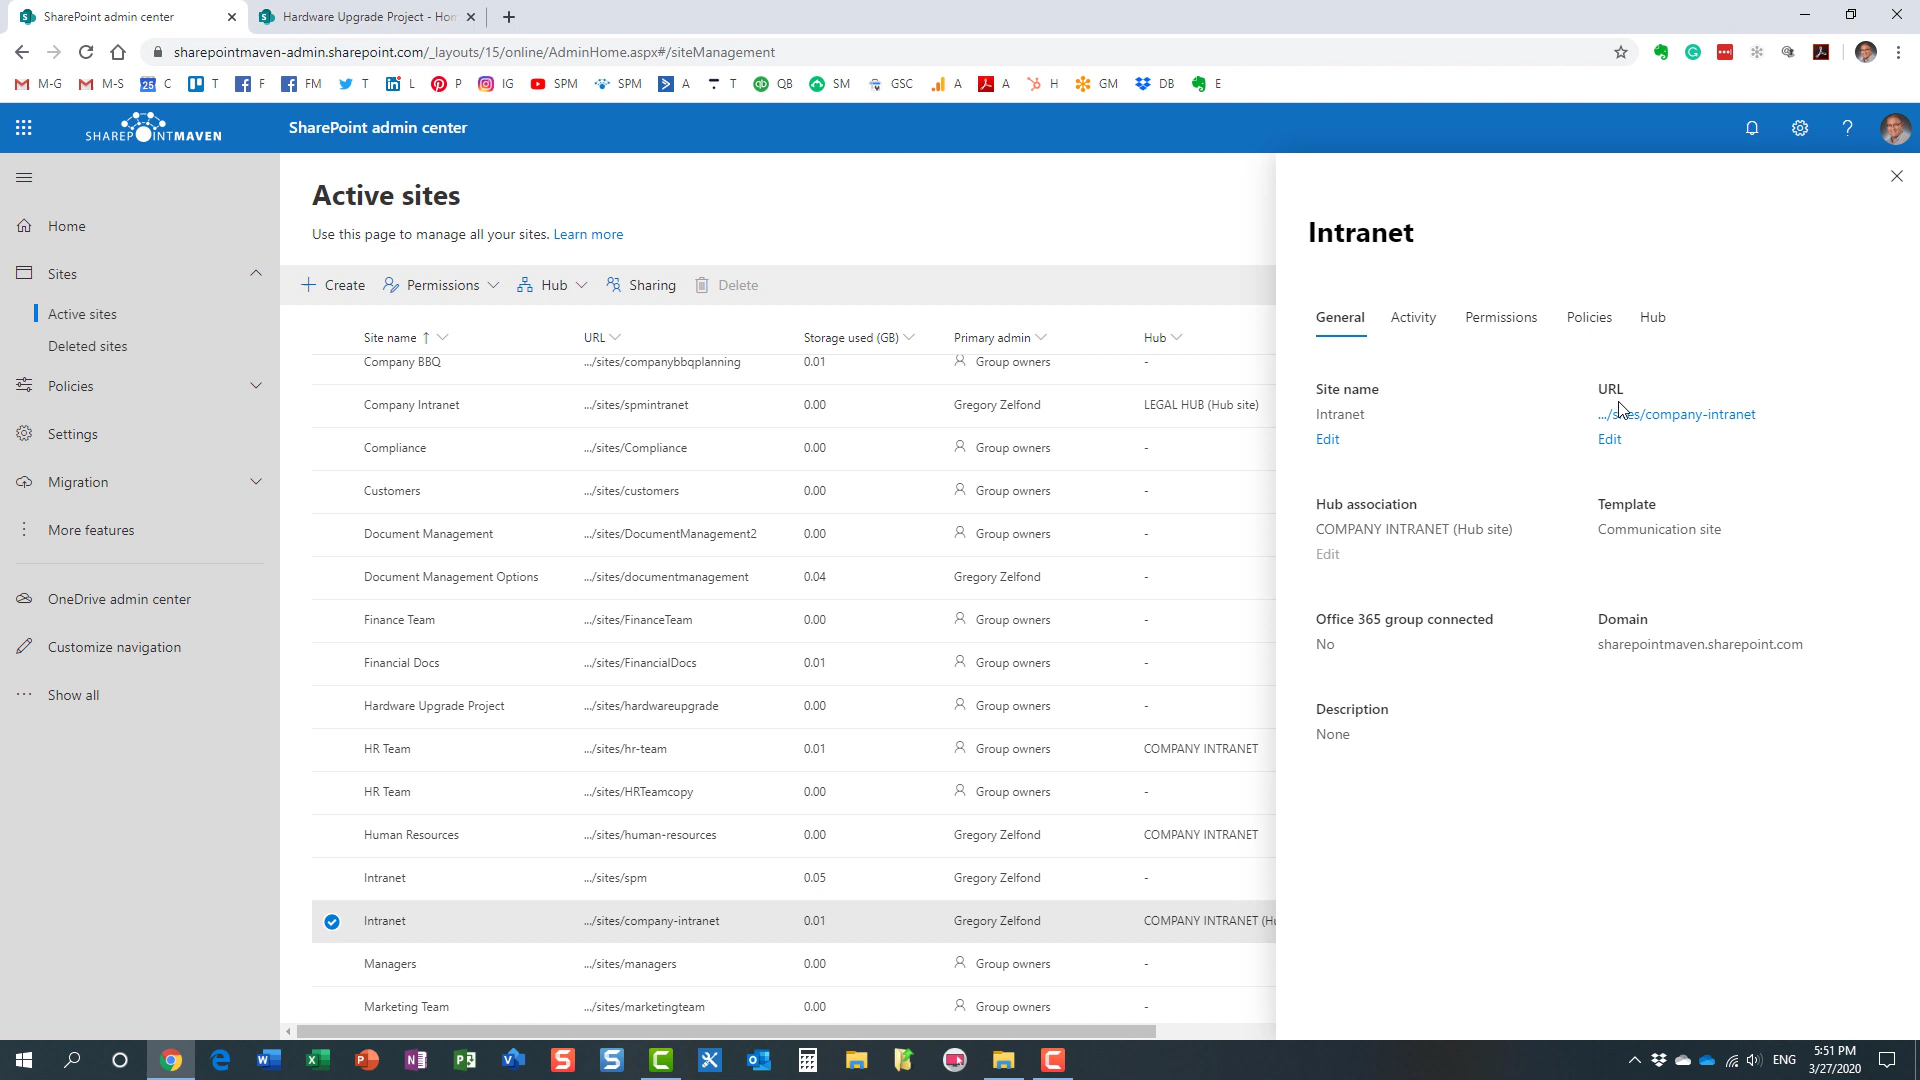 SharePoint admin center
Hardware Upgrade Project - Hom
sharepointmaven-admin.sharepoint.com/_layouts/15/online/AdminHome.aspx#/siteManagement
M-G M-S 25 C T F FM T L P IG SPM SPM A T QB SM GSC A A H GM DB E
SHAREPOINTMAVEN
SharePoint admin center
Home
Sites
Active sites
Deleted sites
Policies
Settings
Migration
More features
OneDrive admin center
Customize navigation
Show all
Active sites
Use this page to manage all your sites. Learn more
Create Permissions Hub Sharing Delete
Site name ↑ URL Storage used (GB) Primary admin Hub
Company BBQ .../sites/companybbqplanning 0.01 Group owners -
Company Intranet .../sites/spmintranet 0.00 Gregory Zelfond LEGAL HUB (Hub site)
Compliance .../sites/Compliance 0.00 Group owners -
Customers .../sites/customers 0.00 Group owners -
Document Management .../sites/DocumentManagement2 0.00 Group owners -
Document Management Options .../sites/documentmanagement 0.04 Gregory Zelfond -
Finance Team .../sites/FinanceTeam 0.00 Group owners -
Financial Docs .../sites/FinancialDocs 0.01 Group owners -
Hardware Upgrade Project .../sites/hardwareupgrade 0.00 Group owners -
HR Team .../sites/hr-team 0.01 Group owners COMPANY INTRANET
HR Team .../sites/HRTeamcopy 0.00 Group owners -
Human Resources .../sites/human-resources 0.00 Gregory Zelfond COMPANY INTRANET
Intranet .../sites/spm 0.05 Gregory Zelfond -
Intranet .../sites/company-intranet 0.01 Gregory Zelfond COMPANY INTRANET (Hu
Managers .../sites/managers 0.00 Group owners -
Marketing Team .../sites/marketingteam 0.00 Group owners -
Intranet
General Activity Permissions Policies Hub
Site name
Intranet
Edit
URL
.../sites/company-intranet
Edit
Hub association
COMPANY INTRANET (Hub site)
Edit
Template
Communication site
Office 365 group connected
No
Domain
sharepointmaven.sharepoint.com
Description
None
ENG
5:51 PM
3/27/2020